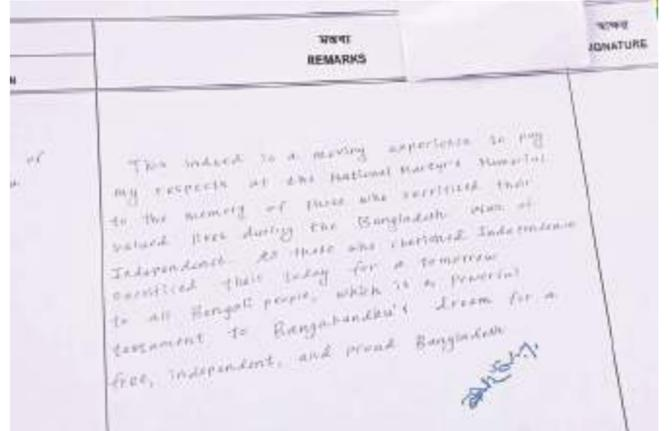 মন্তব্য
REMARKS
SIGNATURE
of
This indeed is a moving experience to pay
my respects at the National Martyr's Memorial
to the memory of those who sacrificed their
valued lives during the Bangladesh War of
Independence. As those who cherished Independence
sacrificed their today for a tomorrow
to all Bengali people, which is a powerful
testament to Bangabandhu's dream for a
free, independent, and proud Bangladesh